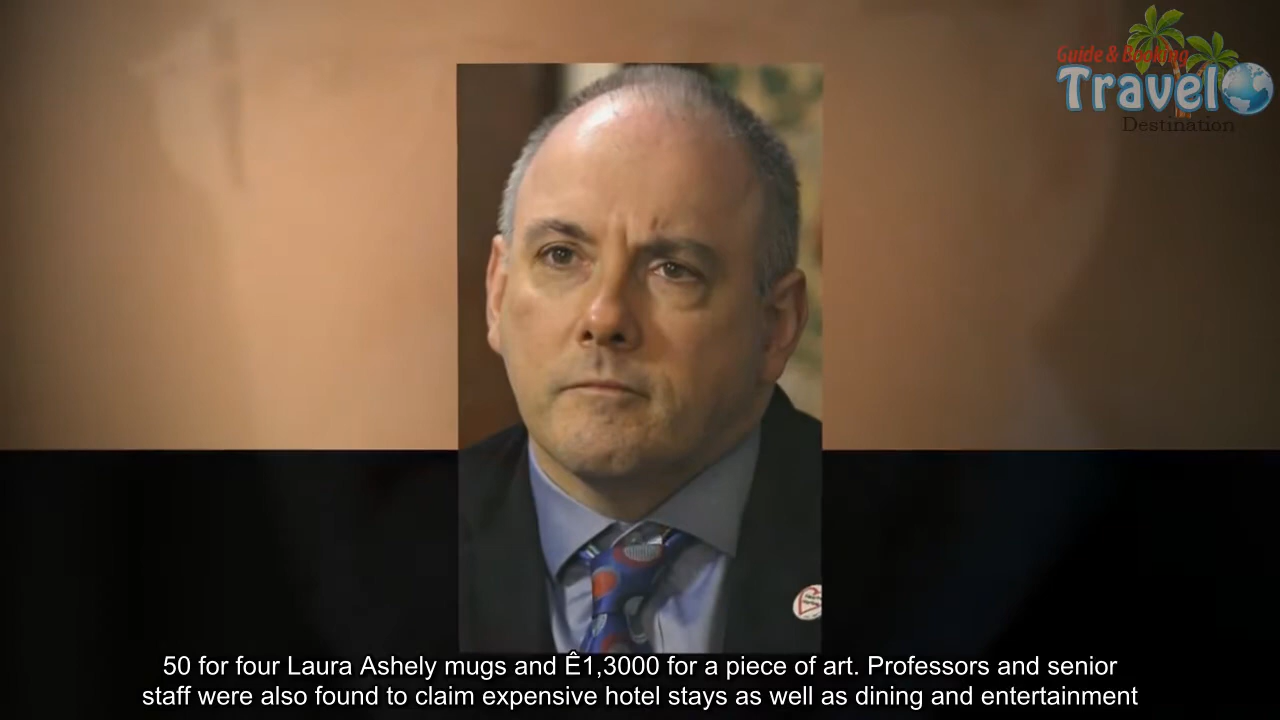 Guide & Booking
Travel
Destination
50 for four Laura Ashely mugs and Ê1,3000 for a piece of art. Professors and senior
staff were also found to claim expensive hotel stays as well as dining and entertainment